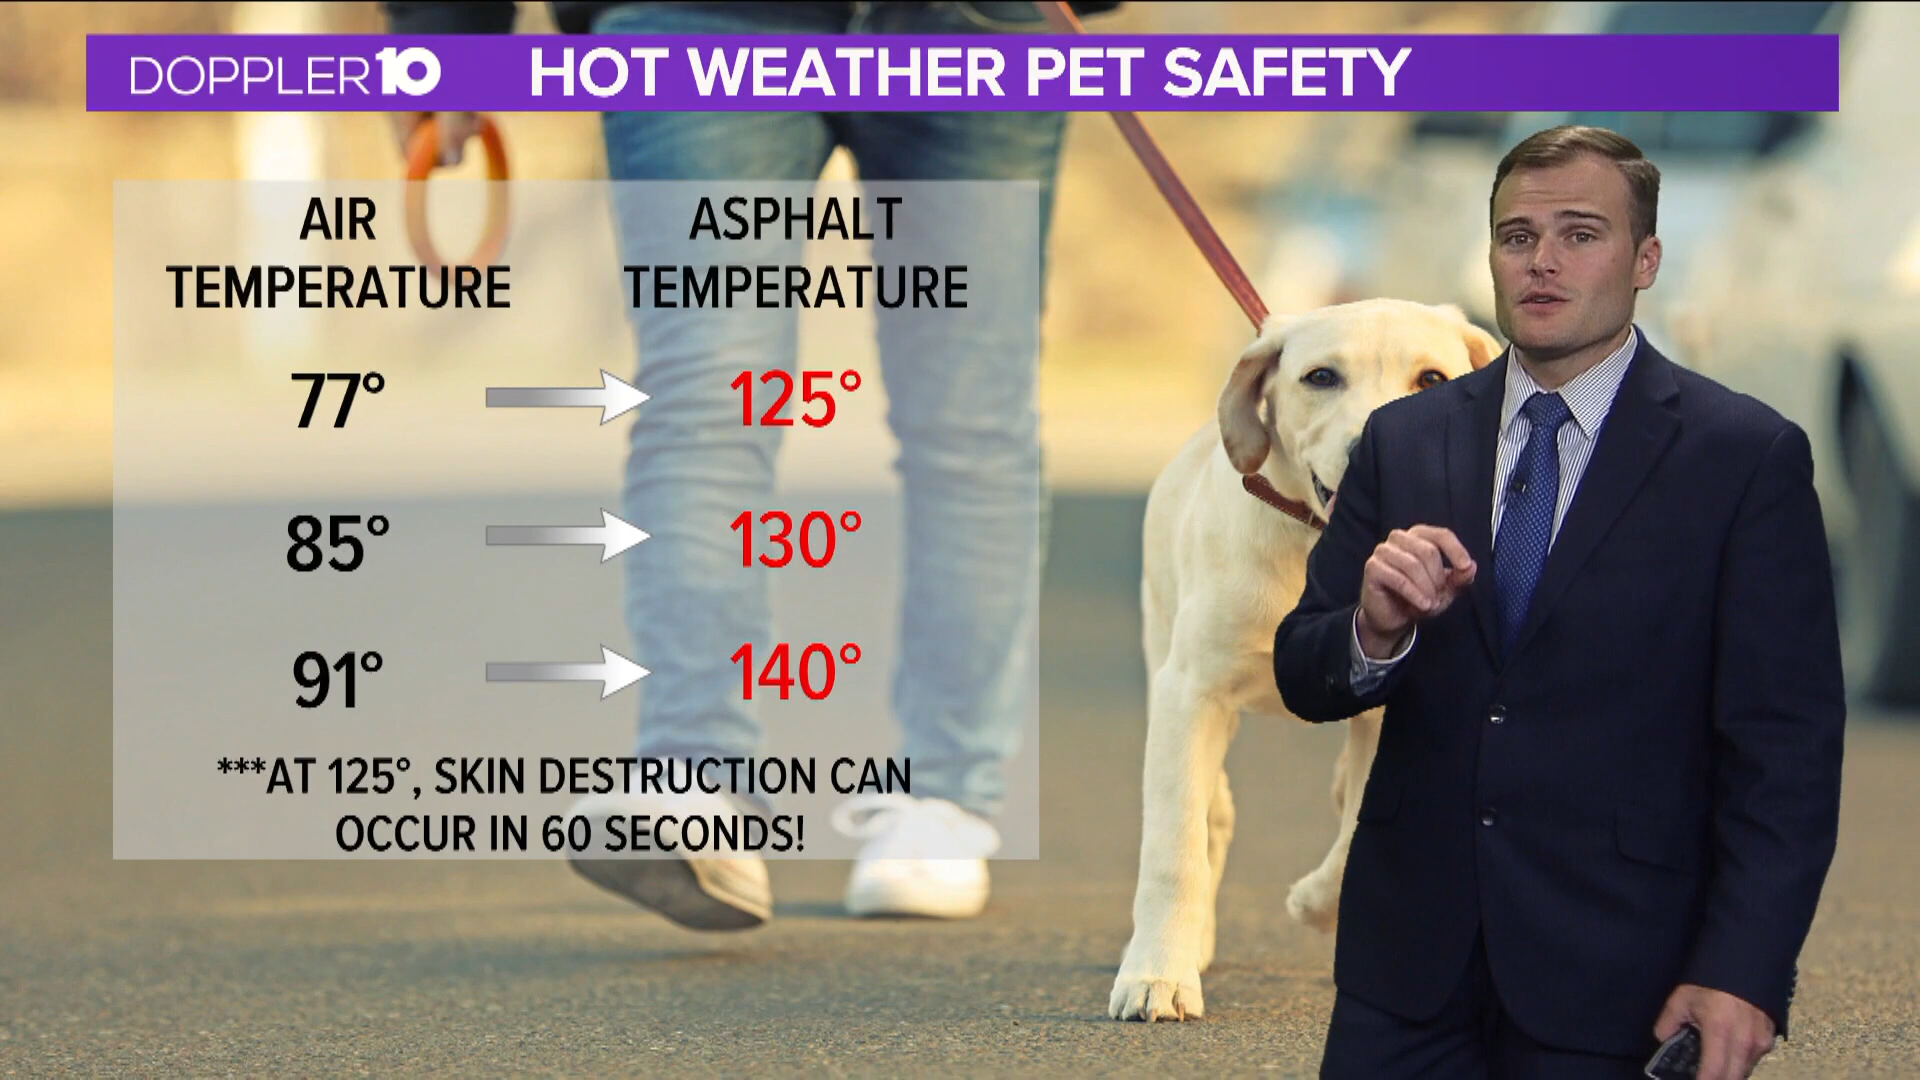 DOPPLER10 HOT WEATHER PET SAFETY
AIR TEMPERATURE
ASPHALT TEMPERATURE
77° 125°
85° 130°
91° 140°
***AT 125°, SKIN DESTRUCTION CAN
OCCUR IN 60 SECONDS!